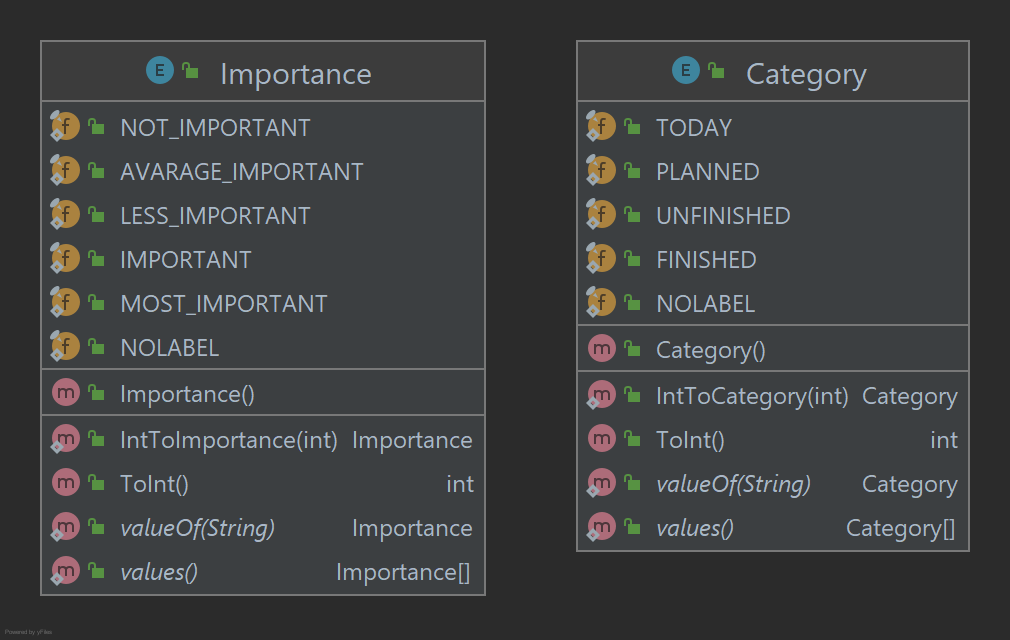 E Importance
f NOT_IMPORTANT
f AVARAGE_IMPORTANT
f LESS_IMPORTANT
f IMPORTANT
f MOST_IMPORTANT
f NOLABEL
m Importance()
m IntToImportance(int) Importance
m ToInt() int
m valueOf(String) Importance
m values() Importance[]
E Category
f TODAY
f PLANNED
f UNFINISHED
f FINISHED
f NOLABEL
m Category()
m IntToCategory(int) Category
m ToInt() int
m valueOf(String) Category
m values() Category[]
Powered by yFiles